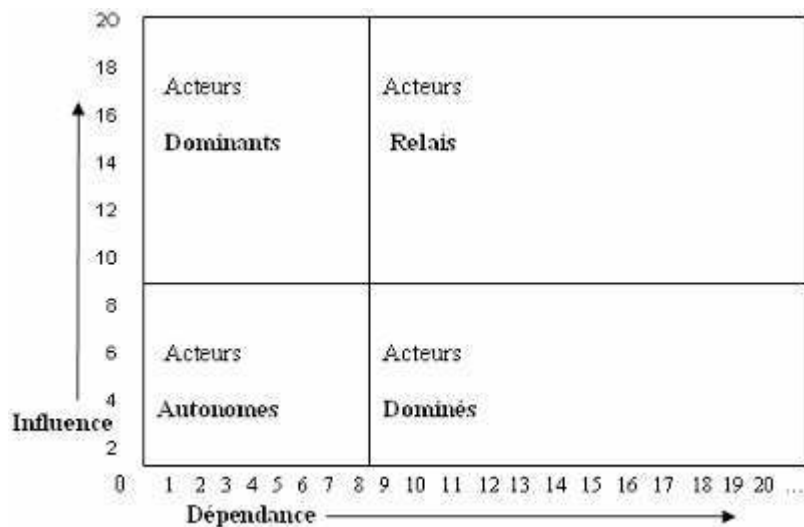 20
18
Acteurs Acteurs
16
Dominants Relais
14
12
10
8
6 Acteurs Acteurs
4
Autonomes Dominés
Influence
2
0 1 2 3 4 5 6 7 8 9 10 11 12 13 14 15 16 17 18 19 20 ...
Dépendance